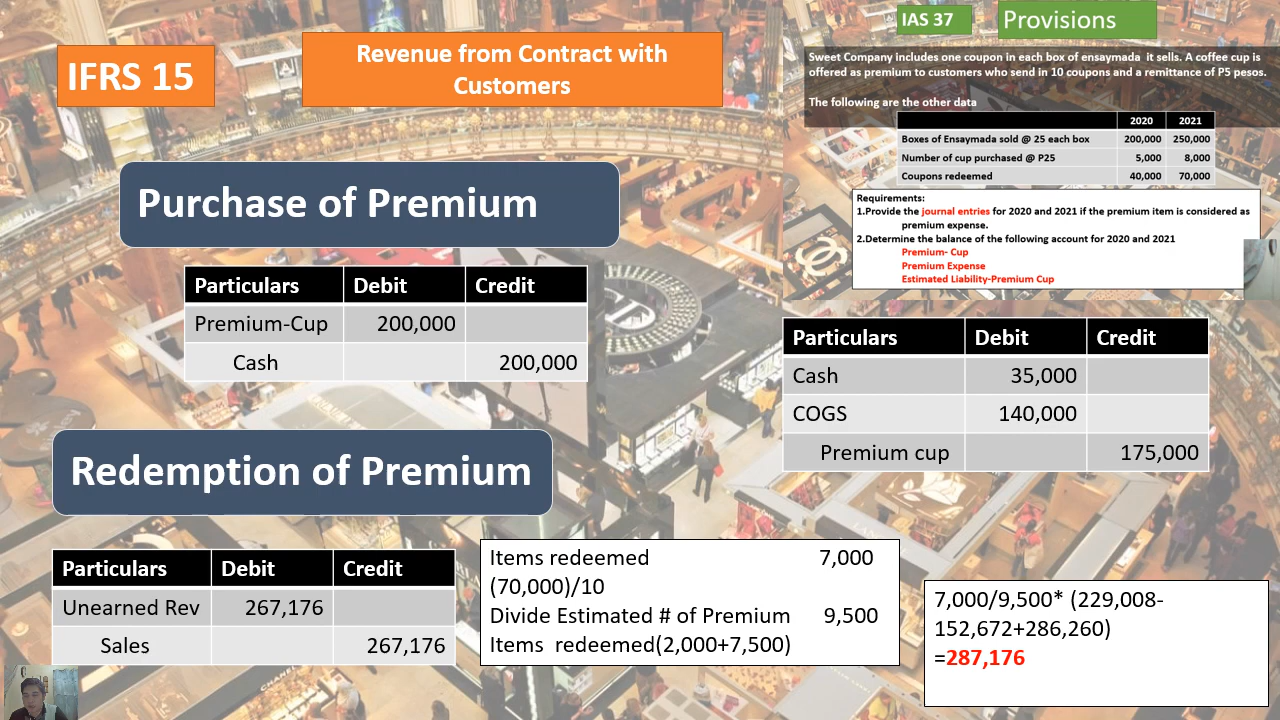 IFRS 15
Revenue from Contract with
Customers
IAS 37
Provisions
Sweet Company includes one coupon in each box of ensaymada it sells. A coffee cup is
offered as premium to customers who send in 10 coupons and a remittance of P5 pesos.
The following are the other data
2020 2021
Boxes of Ensaymada sold @ 25 each box 200,000 250,000
Number of cup purchased @ P25 5,000 8,000
Coupons redeemed 40,000 70,000
Requirements:
1.Provide the journal entries for 2020 and 2021 if the premium item is considered as
premium expense.
2.Determine the balance of the following account for 2020 and 2021
Premium- Cup
Premium Expense
Estimated Liability-Premium Cup
Purchase of Premium
Particulars Debit Credit
Premium-Cup 200,000
Cash 200,000
Particulars Debit Credit
Cash 35,000
COGS 140,000
Premium cup 175,000
Redemption of Premium
Particulars Debit Credit
Unearned Rev 267,176
Sales 267,176
Items redeemed 7,000
(70,000)/10
Divide Estimated # of Premium 9,500
Items redeemed(2,000+7,500)
7,000/9,500* (229,008-
152,672+286,260)
=287,176